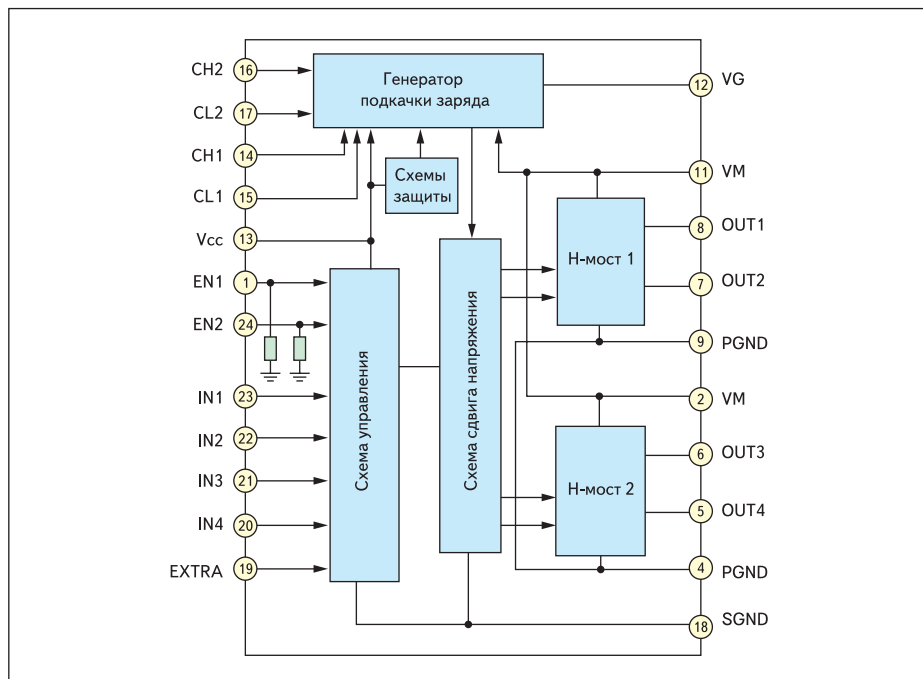 CH2
16
CL2
17
CH1
14
CL1
15
Vcc
13
EN1
1
EN2
24
IN1
23
IN2
22
IN3
21
IN4
20
EXTRA
19
Генератор
подкачки заряда
Схемы
защиты
Схема управления
Схема сдвига напряжения
Н-мост 1
Н-мост 2
12
VG
11
VM
8
OUT1
7
OUT2
9
PGND
2
VM
6
OUT3
5
OUT4
4
PGND
18
SGND